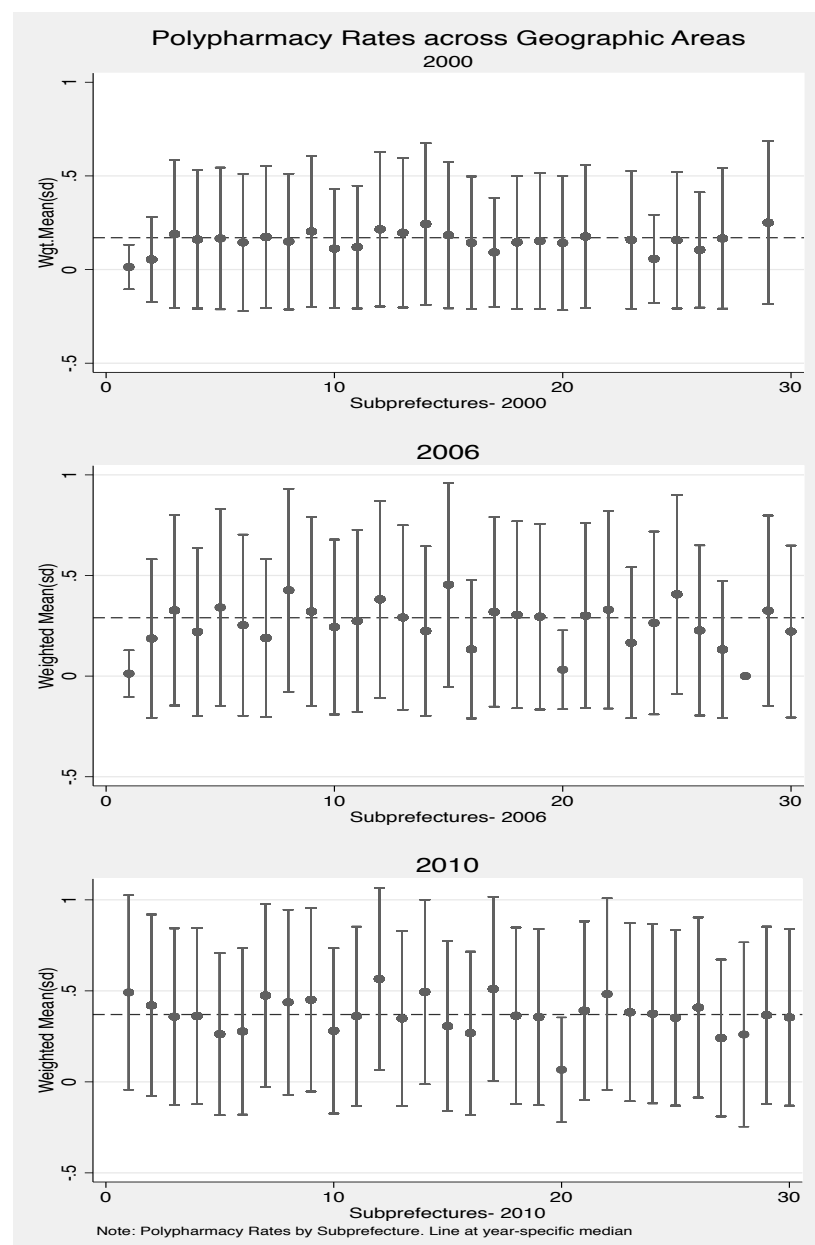 Polypharmacy Rates across Geographic Areas
2000
1
.5
0
-.5
Wgt.Mean(sd)
0 10 20 30
Subprefectures- 2000
2006
1
.5
0
-.5
Weighted Mean(sd)
0 10 20 30
Subprefectures- 2006
2010
1
.5
0
-.5
Weighted Mean(sd)
0 10 20 30
Subprefectures- 2010
Note: Polypharmacy Rates by Subprefecture. Line at year-specific median